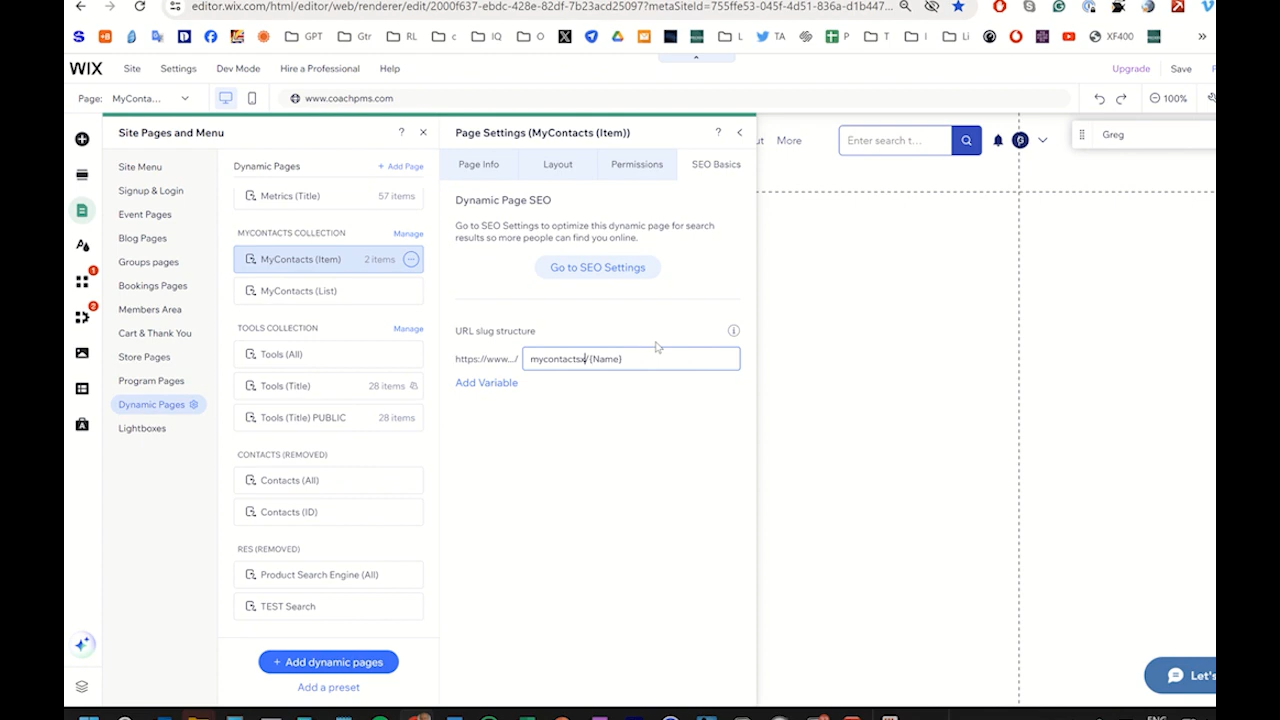 editor.wix.com/html/editor/web/renderer/edit/2000f637-ebdc-428e-82df-7b23acd25097?metaSiteId=755ffe53-045f-4d51-836a-d1b447...
GPT Gtr RL c IQ O L TA P T I Li XF400 »
WIX Site Settings Dev Mode Hire a Professional Help Upgrade Save
Page: MyConta... www.coachpms.com 100%
Site Pages and Menu ?
Site Menu
Signup & Login
Event Pages
Blog Pages
Groups pages
Bookings Pages
Members Area
Cart & Thank You
Store Pages
Program Pages
Dynamic Pages
Lightboxes
1
2
Dynamic Pages + Add Page
Metrics (Title) 57 items
MYCONTACTS COLLECTION Manage
MyContacts (Item) 2 items
MyContacts (List)
TOOLS COLLECTION Manage
Tools (All)
Tools (Title) 28 items
Tools (Title) PUBLIC 28 items
CONTACTS (REMOVED)
Contacts (All)
Contacts (ID)
RES (REMOVED)
Product Search Engine (All)
TEST Search
+ Add dynamic pages
Add a preset
Page Settings (MyContacts (Item)) ?
Page Info Layout Permissions SEO Basics
Dynamic Page SEO
Go to SEO Settings to optimize this dynamic page for search
results so more people can find you online.
Go to SEO Settings
URL slug structure
https://www.../ mycontactsx/{Name}
Add Variable
ut More Enter search t... Greg
Let's
ENG